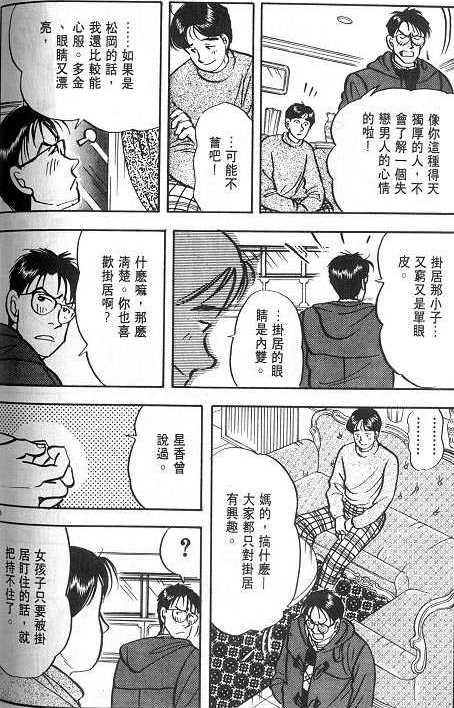 像你這種得天
獨厚的人，不
會了解一個失
戀男人的心情
的啦！
…可能不
會吧！
……如果是
松岡的話，
我還比較能
心服。多金
、眼睛又漂
亮，
掛居那小子…
又窮又是單眼
皮。
…掛居的眼
睛是內雙。
什麼嘛，那麼
清楚。你也喜
歡掛居啊？
………
………
媽的，搞什麼—
大家都只對掛居
有興趣。
星香曾
說過。
？
女孩子只要被掛
居盯住的話，就
把持不住了。